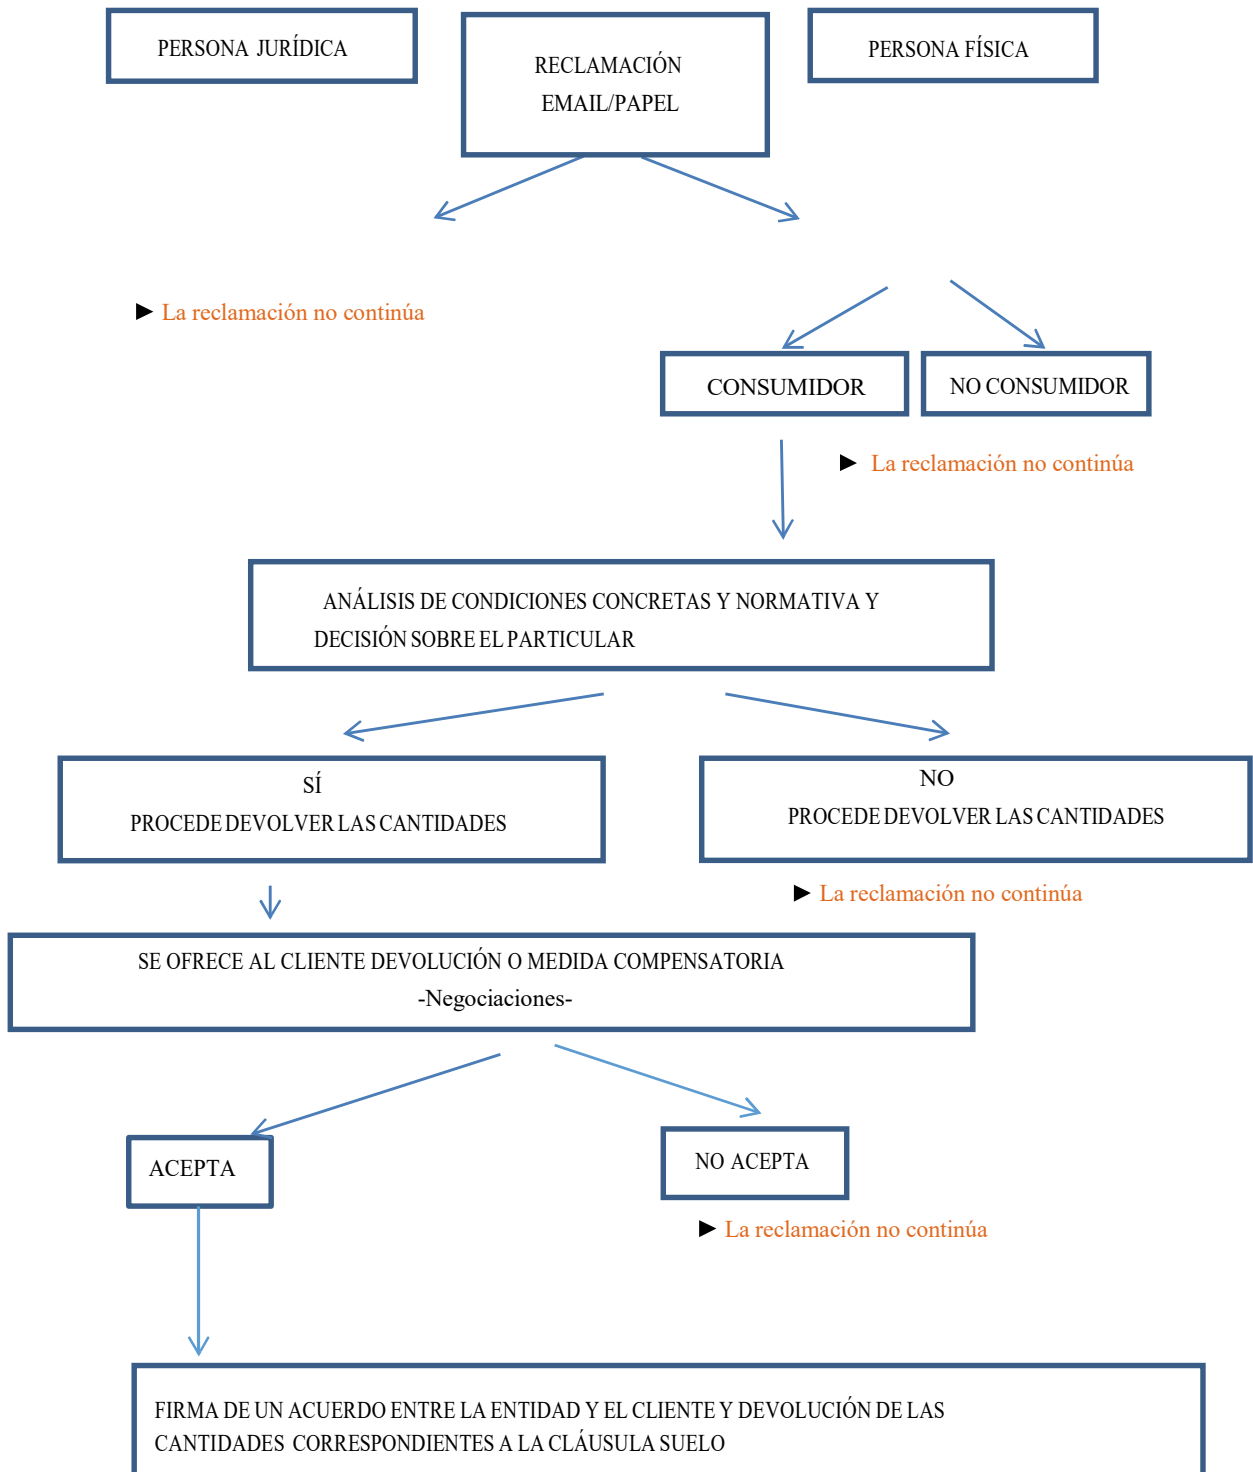 PERSONA JURÍDICA
RECLAMACIÓN
EMAIL/PAPEL
PERSONA FÍSICA
► La reclamación no continúa
CONSUMIDOR
NO CONSUMIDOR
► La reclamación no continúa
ANÁLISIS DE CONDICIONES CONCRETAS Y NORMATIVA Y
DECISIÓN SOBRE EL PARTICULAR
SÍ
PROCEDE DEVOLVER LAS CANTIDADES
NO
PROCEDE DEVOLVER LAS CANTIDADES
► La reclamación no continúa
SE OFRECE AL CLIENTE DEVOLUCIÓN O MEDIDA COMPENSATORIA
-Negociaciones-
ACEPTA
NO ACEPTA
► La reclamación no continúa
FIRMA DE UN ACUERDO ENTRE LA ENTIDAD Y EL CLIENTE Y DEVOLUCIÓN DE LAS
CANTIDADES CORRESPONDIENTES A LA CLÁUSULA SUELO